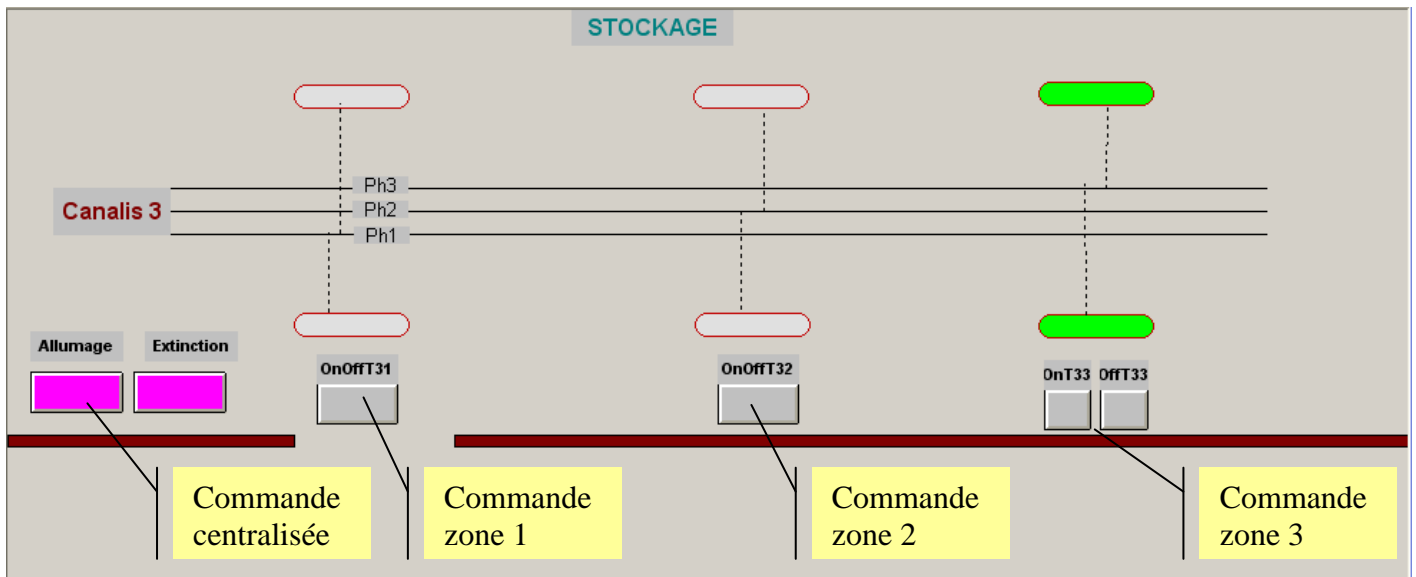 STOCKAGE
Ph3
Canalis 3
Ph2
Ph1
Allumage
Extinction
OnOffT31
OnOffT32
OnT33
OffT33
Commande
centralisée
Commande
zone 1
Commande
zone 2
Commande
zone 3